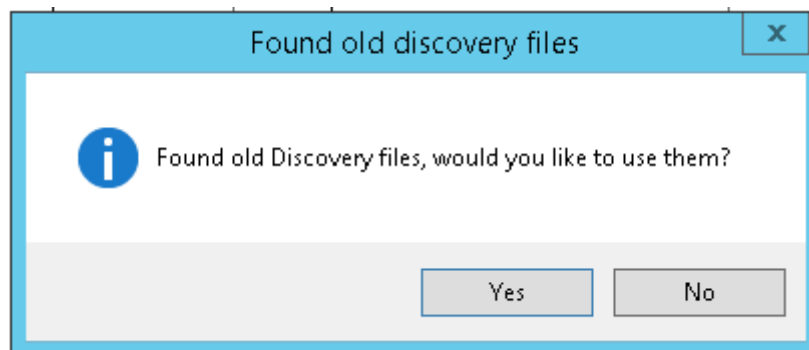 Found old discovery files
x
Found old Discovery files, would you like to use them?
Yes
No